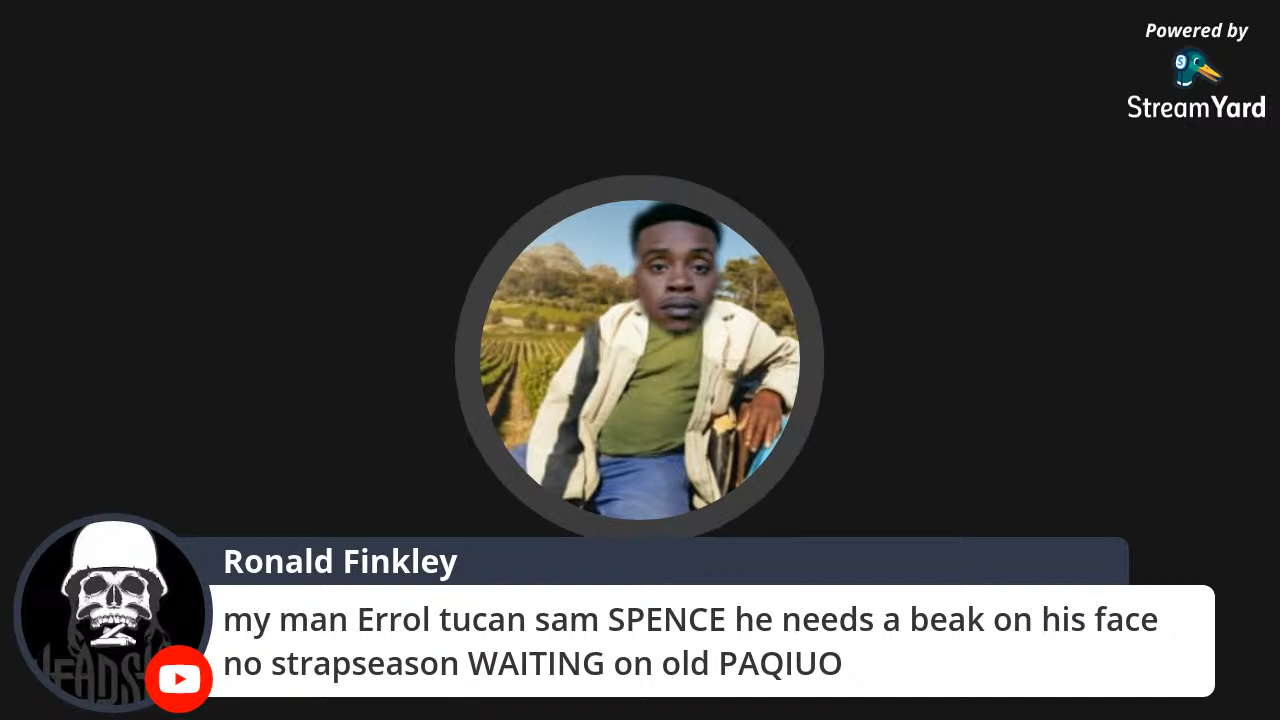 Powered by
StreamYard
Ronald Finkley
my man Errol tucan sam SPENCE he needs a beak on his face
no strapseason WAITING on old PAQIUO